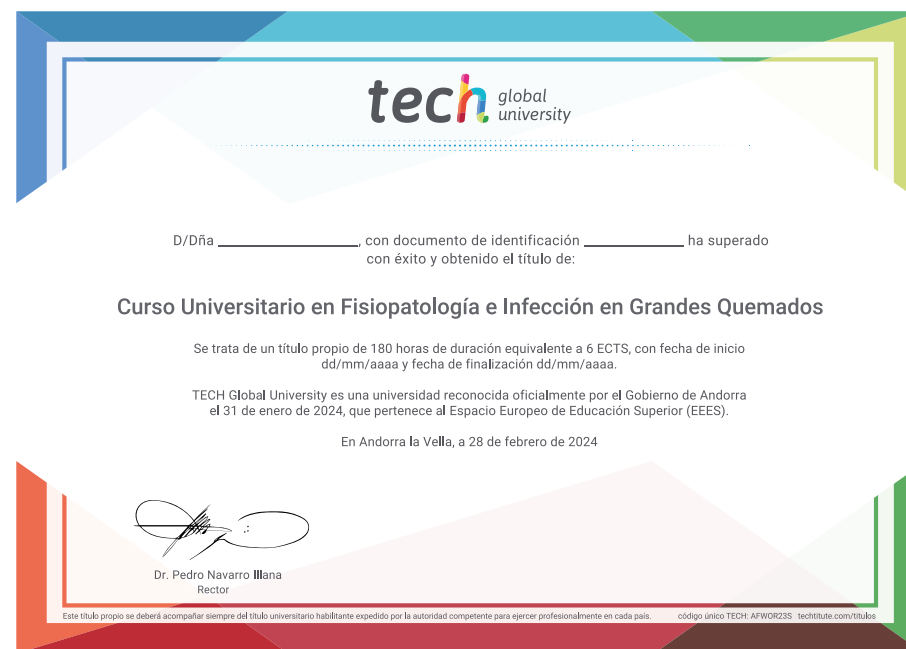 tech global university
D/Dña ____________________, con documento de identificación ______________ ha superado
con éxito y obtenido el título de:
Curso Universitario en Fisiopatología e Infección en Grandes Quemados
Se trata de un título propio de 180 horas de duración equivalente a 6 ECTS, con fecha de inicio
dd/mm/aaaa y fecha de finalización dd/mm/aaaa.
TECH Global University es una universidad reconocida oficialmente por el Gobierno de Andorra
el 31 de enero de 2024, que pertenece al Espacio Europeo de Educación Superior (EEES).
En Andorra la Vella, a 28 de febrero de 2024
Dr. Pedro Navarro Illana
Rector
Este título propio se deberá acompañar siempre del título universitario habilitante expedido por la autoridad competente para ejercer profesionalmente en cada país. código único TECH: AFWOR23S techtitute.com/titulos